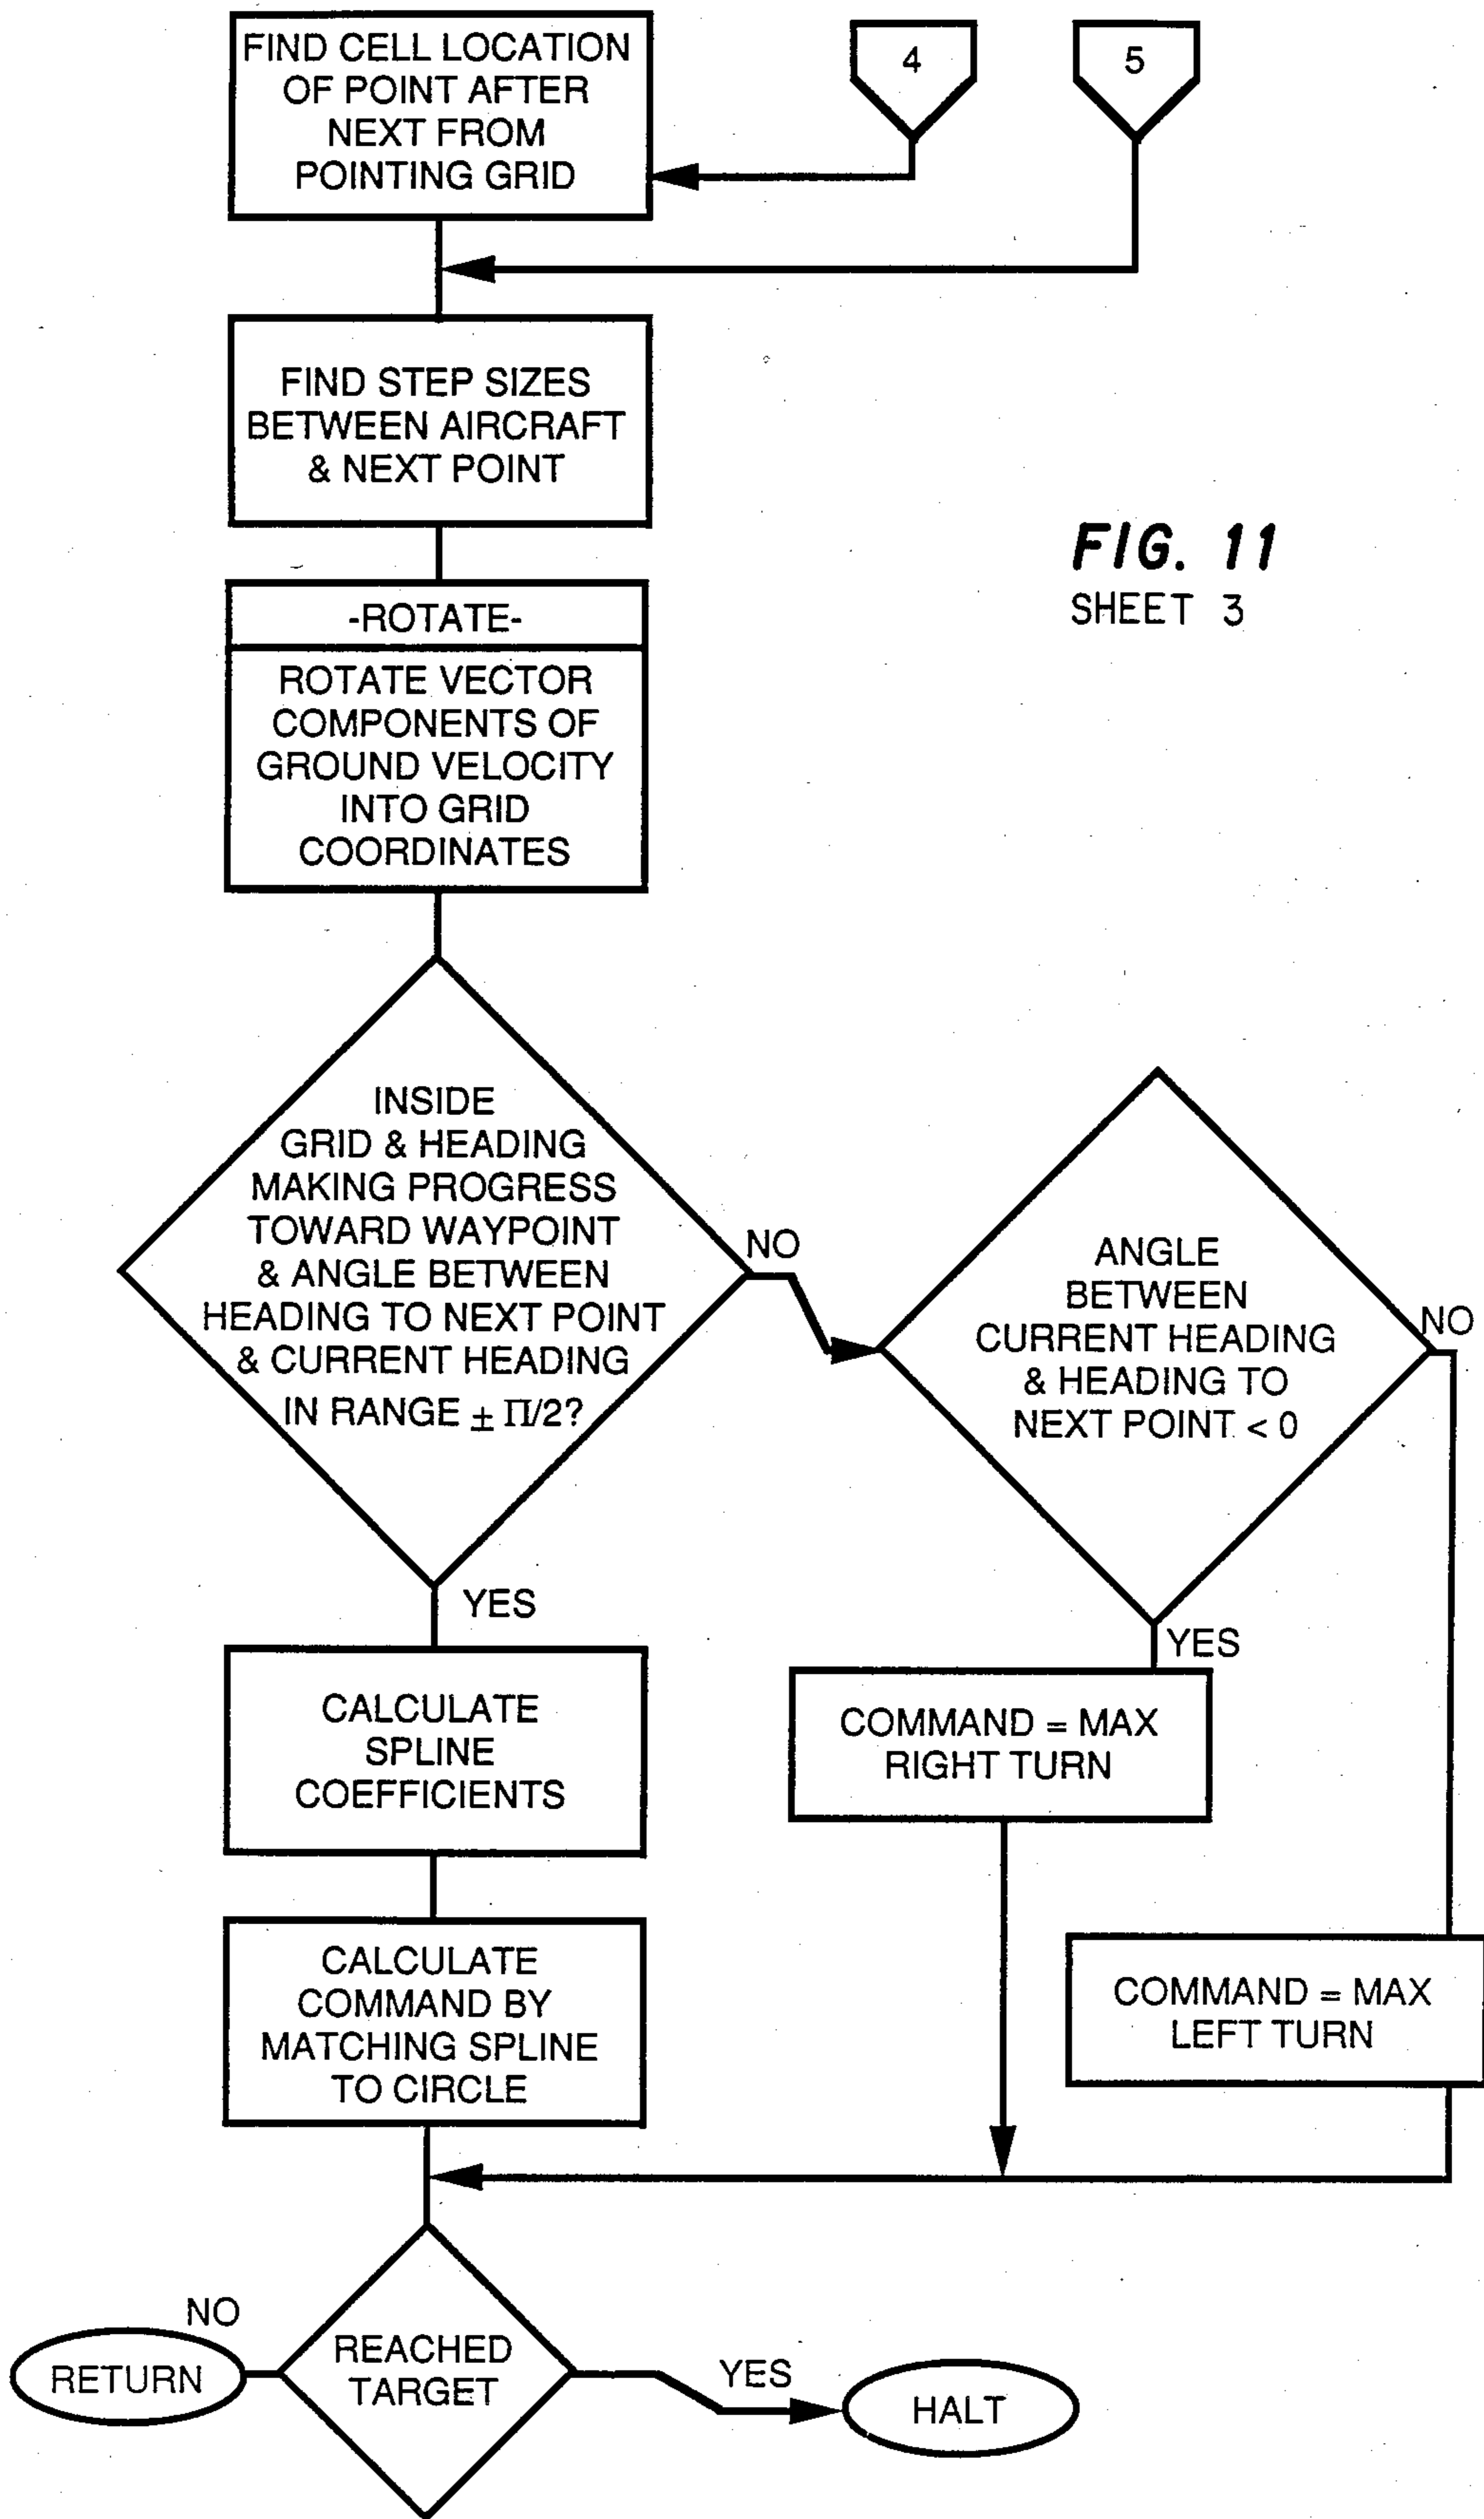 FIND CELL LOCATION
OF POINT AFTER
NEXT FROM
POINTING GRID
4
5
FIND STEP SIZES
BETWEEN AIRCRAFT
& NEXT POINT
FIG. 11
SHEET 3
-ROTATE-
ROTATE VECTOR
COMPONENTS OF
GROUND VELOCITY
INTO GRID
COORDINATES
INSIDE
GRID & HEADING
MAKING PROGRESS
TOWARD WAYPOINT
& ANGLE BETWEEN
HEADING TO NEXT POINT
& CURRENT HEADING
IN RANGE ± Π/2?
NO
ANGLE
BETWEEN
CURRENT HEADING
& HEADING TO
NEXT POINT < 0
NO
YES
YES
CALCULATE
SPLINE
COEFFICIENTS
COMMAND = MAX
RIGHT TURN
CALCULATE
COMMAND BY
MATCHING SPLINE
TO CIRCLE
COMMAND = MAX
LEFT TURN
NO
RETURN
REACHED
TARGET
YES
HALT